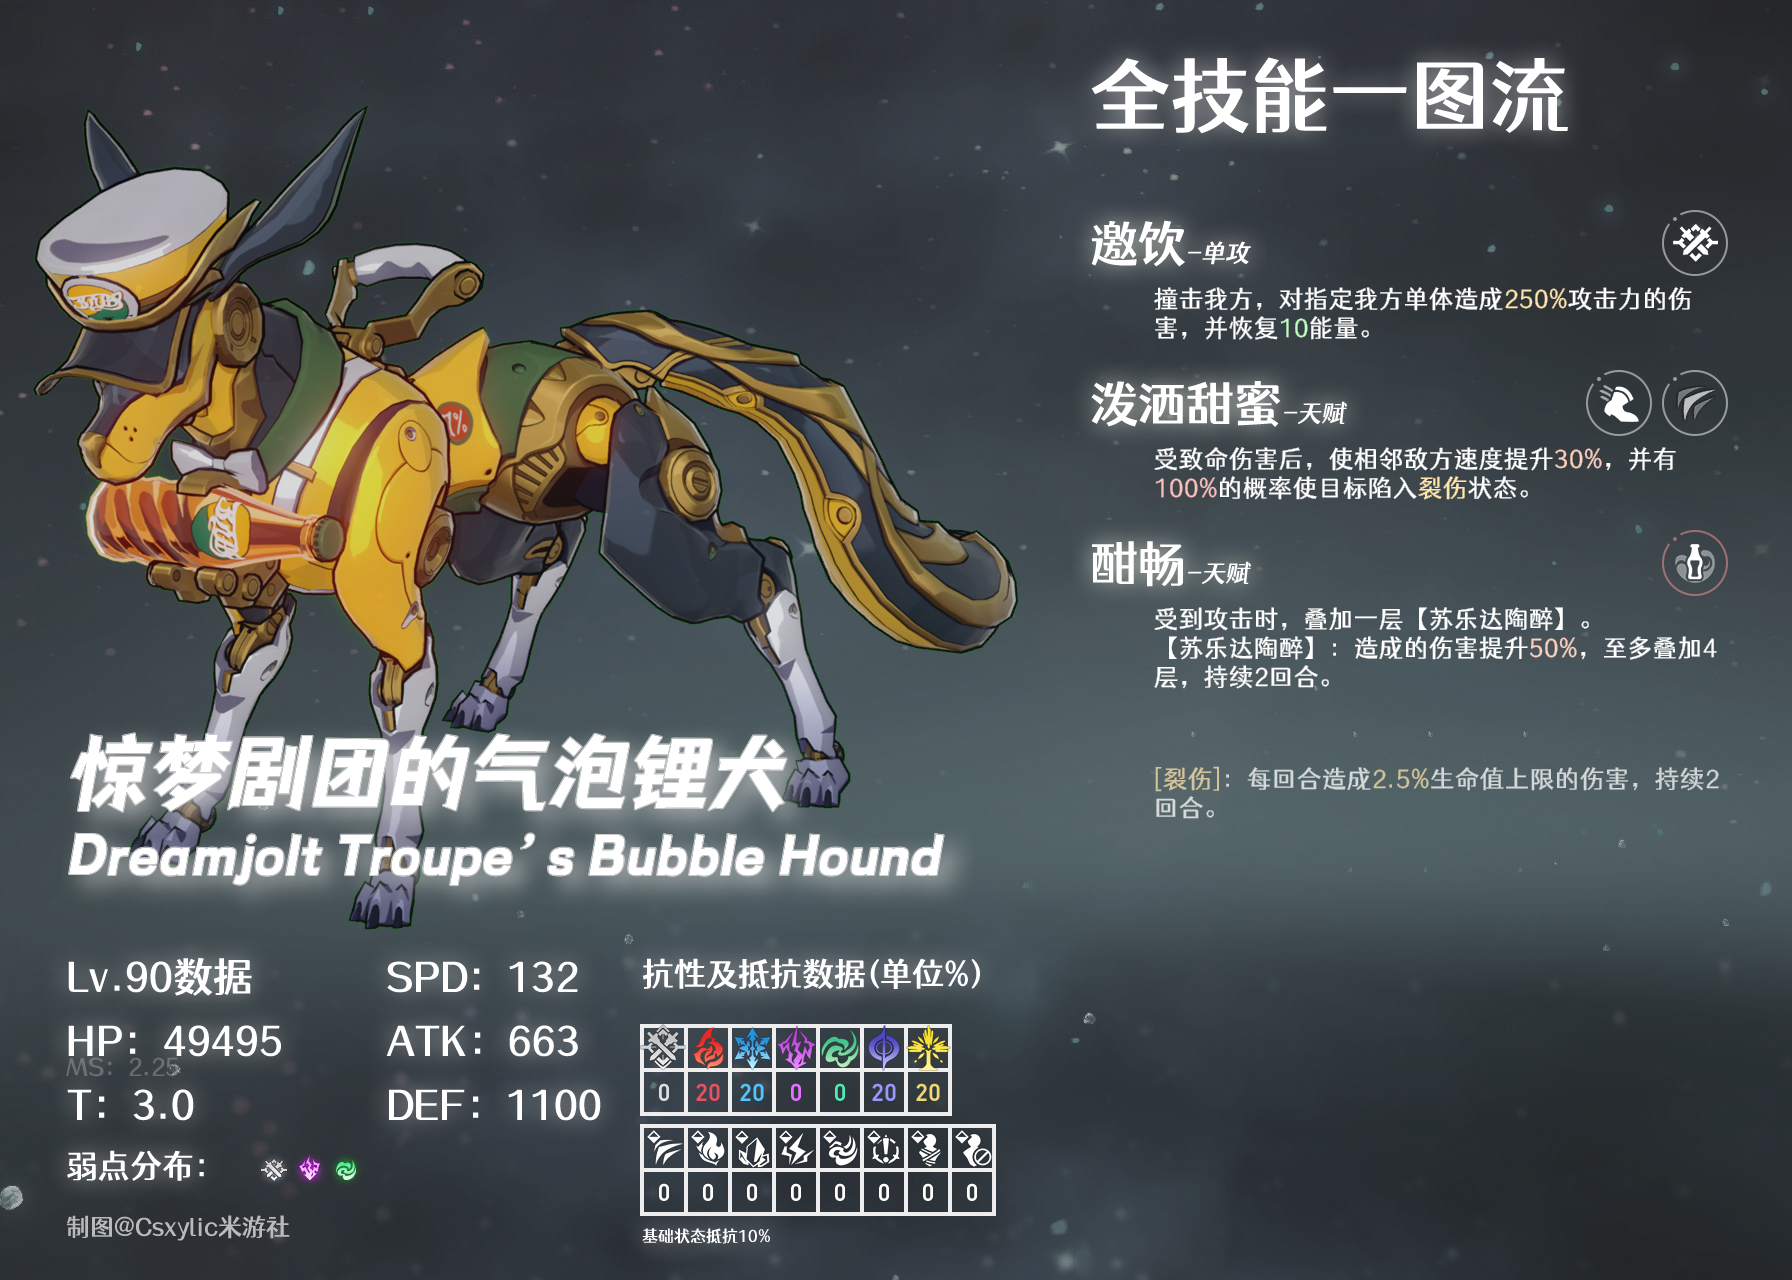 全技能一图流
邀饮-单攻
撞击我方，对指定我方单体造成250%攻击力的伤
害，并恢复10能量。
泼洒甜蜜-天赋
受致命伤害后，使相邻敌方速度提升30%，并有
100%的概率使目标陷入裂伤状态。
酣畅-天赋
受到攻击时，叠加一层【苏乐达陶醉】。
【苏乐达陶醉】：造成的伤害提升50%，至多叠加4
层，持续2回合。
[裂伤]：每回合造成2.5%生命值上限的伤害，持续2
回合。
7%
惊梦剧团的气泡锂犬
Dreamjolt Troupe’s Bubble Hound
Lv.90数据
SPD：132
HP：49495
ATK：663
MS：2.25
T：3.0
DEF：1100
弱点分布：
制图@Csxylic米游社
抗性及抵抗数据(单位%)
0 20 20 0 0 20 20
0 0 0 0 0 0 0 0
基础状态抵抗10%